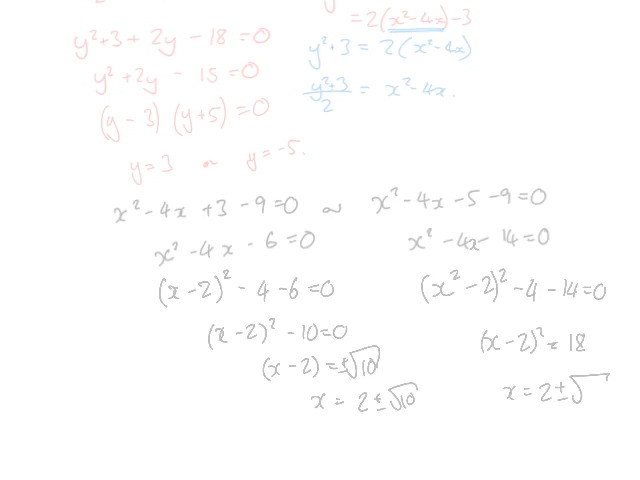 y = 2(x² - 4x) - 3
y² + 3 + 2y - 18 = 0
y² + 3 = 2(x² - 4x)
y² + 2y - 15 = 0
(y²+3)/2 = x² - 4x.
(y - 3) (y + 5) = 0
y = 3 or y = -5.
x² - 4x + 3 - 9 = 0 or x² - 4x - 5 - 9 = 0
x² - 4x - 6 = 0 x² - 4x - 14 = 0
(x - 2)² - 4 - 6 = 0 (x² - 2)² - 4 - 14 = 0
(x - 2)² - 10 = 0 (x - 2)² = 18
(x - 2) = ±√10
x = 2 ± √10 x = 2 ± √